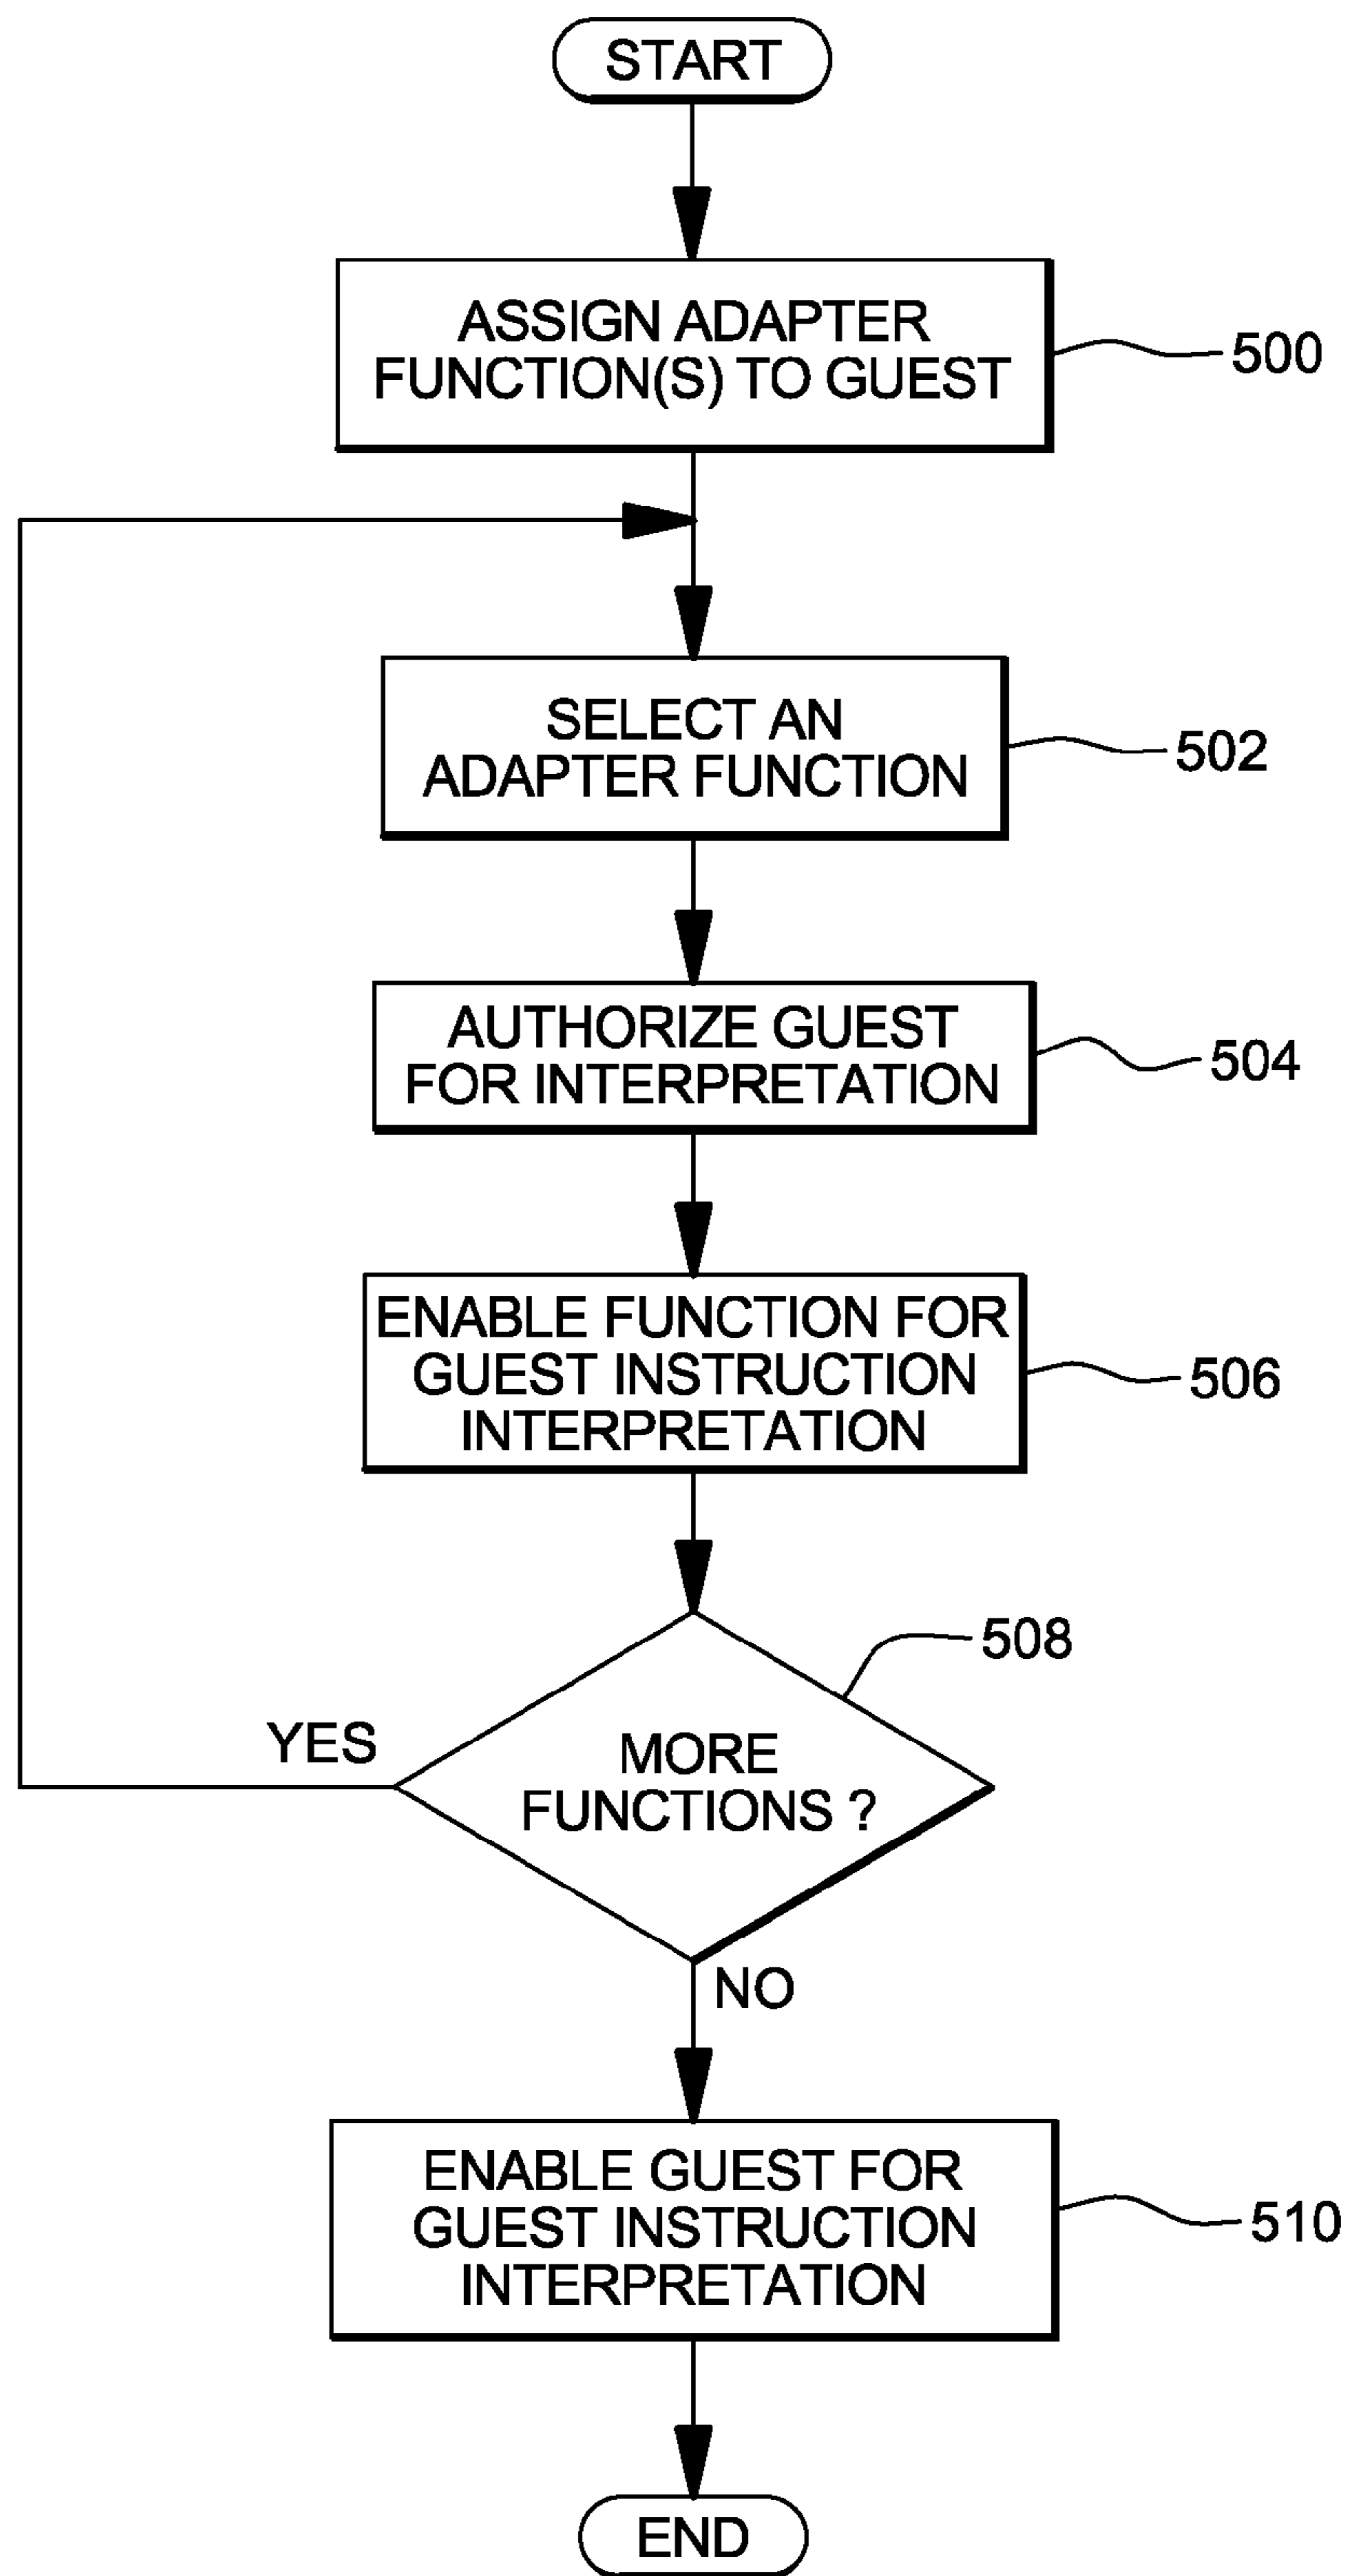 START
ASSIGN ADAPTER
FUNCTION(S) TO GUEST
500
SELECT AN
ADAPTER FUNCTION
502
AUTHORIZE GUEST
FOR INTERPRETATION
504
ENABLE FUNCTION FOR
GUEST INSTRUCTION
INTERPRETATION
506
508
YES
MORE
FUNCTIONS ?
NO
ENABLE GUEST FOR
GUEST INSTRUCTION
INTERPRETATION
510
END